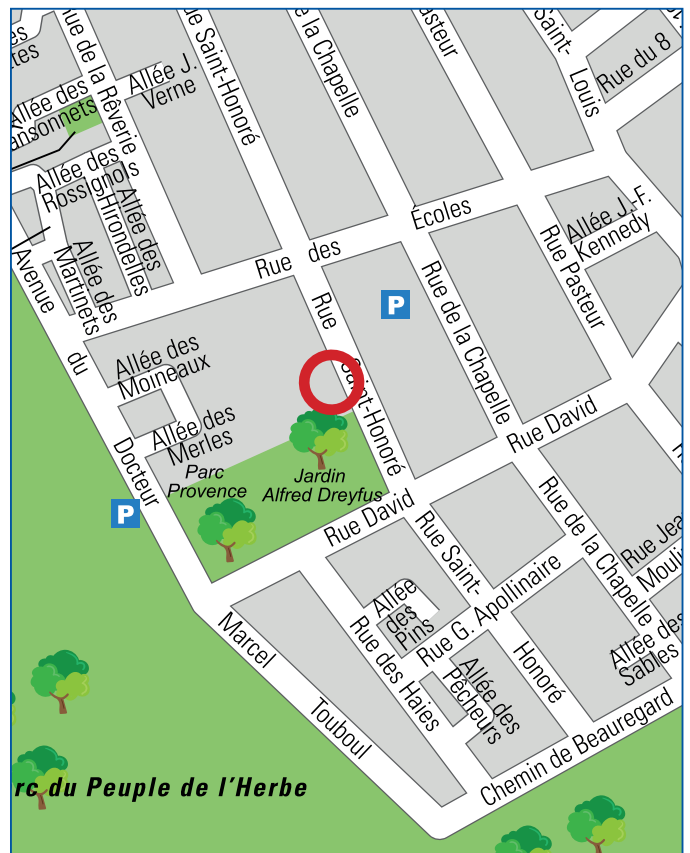 Rue de la Rêverie
Rue Saint-Honoré
de la Chapelle
Pasteur
Saint-
Louis
Rue du 8
Allée J.
Verne
Allée des
ansonnets
Allée des
Rossignols
Allée des
Hirondelles
Allée des
Martinets
Rue des Écoles
Allée J.-F.
Kennedy
Rue Pasteur
Avenue du Docteur Marcel Touboul
P
Rue Saint-Honoré
Rue de la Chapelle
Allée des
Moineaux
Allée des
Merles
Parc
Provence
Jardin
Alfred Dreyfus
P
Rue David
Rue David
Rue Saint-
Honoré
Rue de la Chapelle
Rue Jea
Mouli
Allée
des
Pins
Rue G. Apollinaire
Rue des Haies
Allée des
Pêcheurs
Allée des
Sables
Chemin de Beauregard
rc du Peuple de l'Herbe